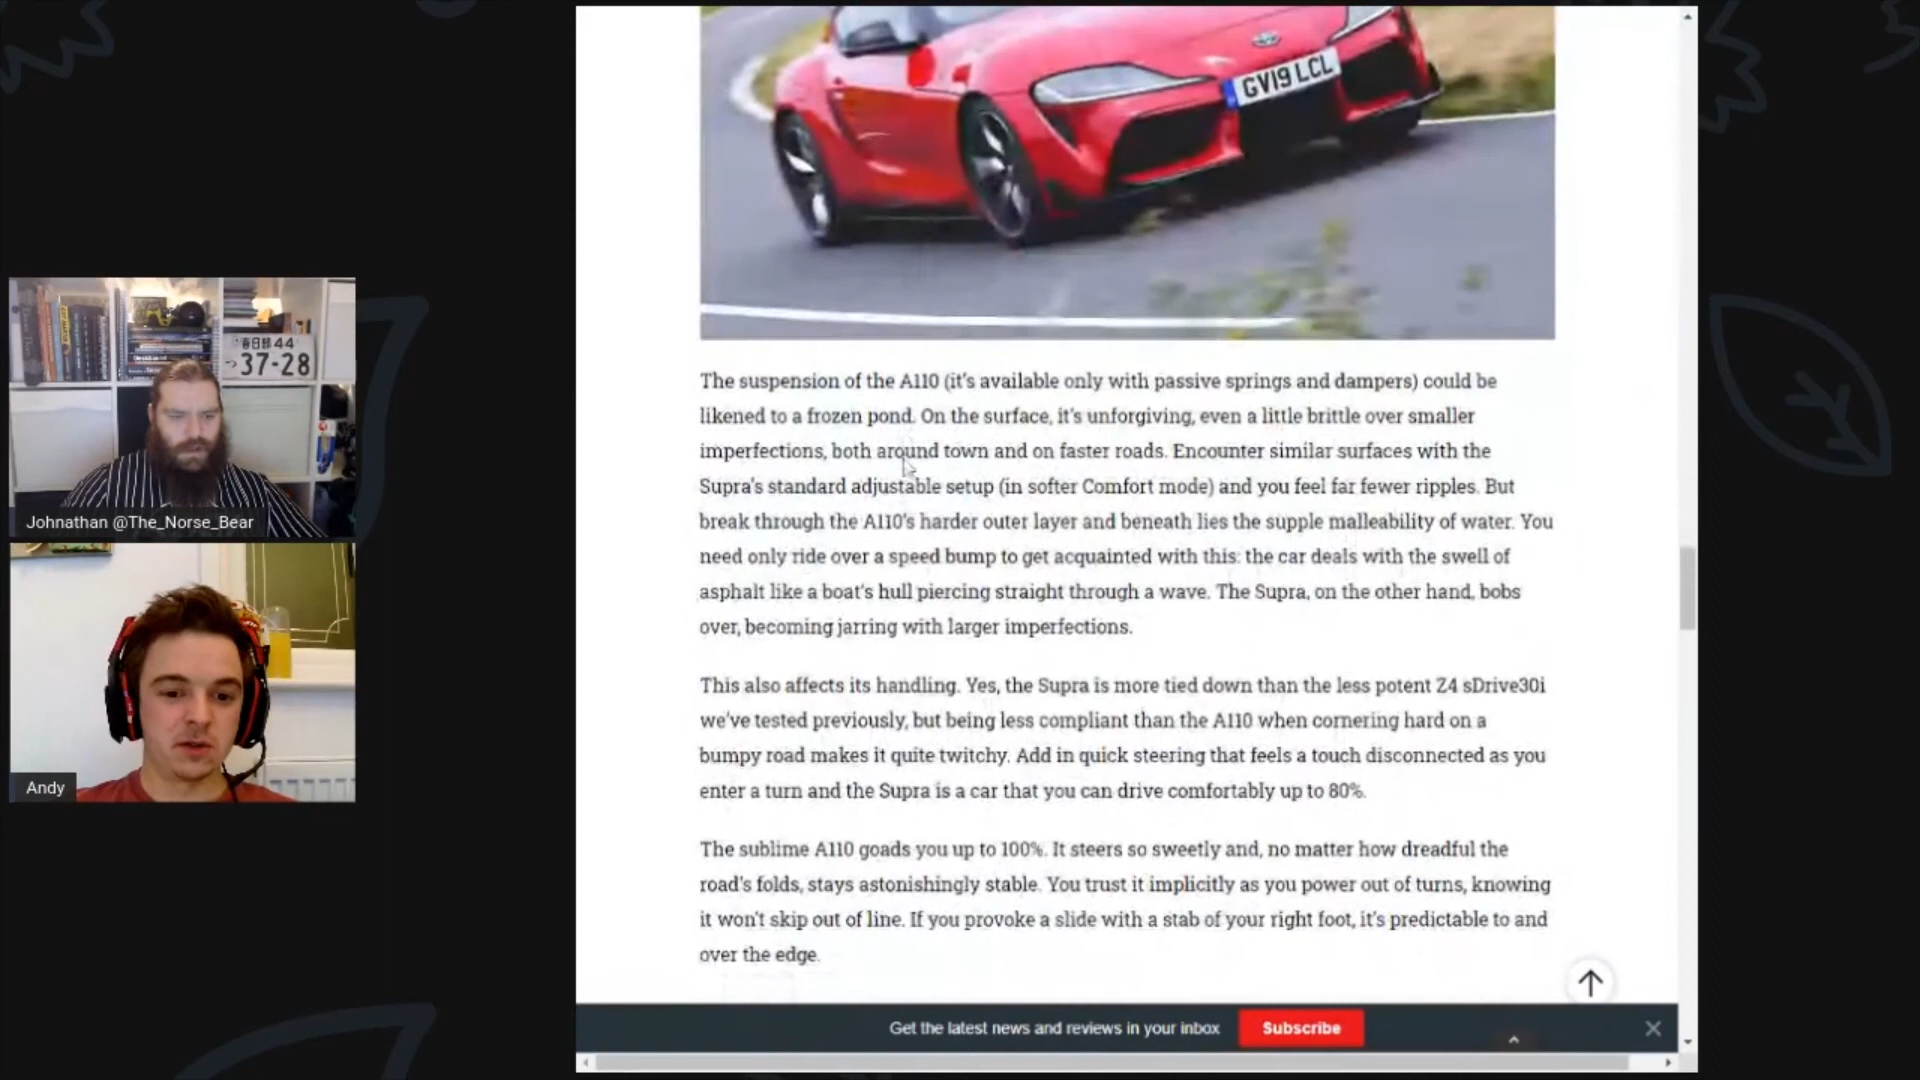 GV19 LCL
春日部 44
37-28
Johnathan @The_Norse_Bear
Andy
The suspension of the A110 (it's available only with passive springs and dampers) could be
likened to a frozen pond. On the surface, it's unforgiving, even a little brittle over smaller
imperfections, both around town and on faster roads. Encounter similar surfaces with the
Supra's standard adjustable setup (in softer Comfort mode) and you feel far fewer ripples. But
break through the A110's harder outer layer and beneath lies the supple malleability of water. You
need only ride over a speed bump to get acquainted with this: the car deals with the swell of
asphalt like a boat's hull piercing straight through a wave. The Supra, on the other hand, bobs
over, becoming jarring with larger imperfections.
This also affects its handling. Yes, the Supra is more tied down than the less potent Z4 sDrive30i
we've tested previously, but being less compliant than the A110 when cornering hard on a
bumpy road makes it quite twitchy. Add in quick steering that feels a touch disconnected as you
enter a turn and the Supra is a car that you can drive comfortably up to 80%.
The sublime A110 goads you up to 100%. It steers so sweetly and, no matter how dreadful the
road's folds, stays astonishingly stable. You trust it implicitly as you power out of turns, knowing
it won't skip out of line. If you provoke a slide with a stab of your right foot, it's predictable to and
over the edge.
Get the latest news and reviews in your inbox
Subscribe